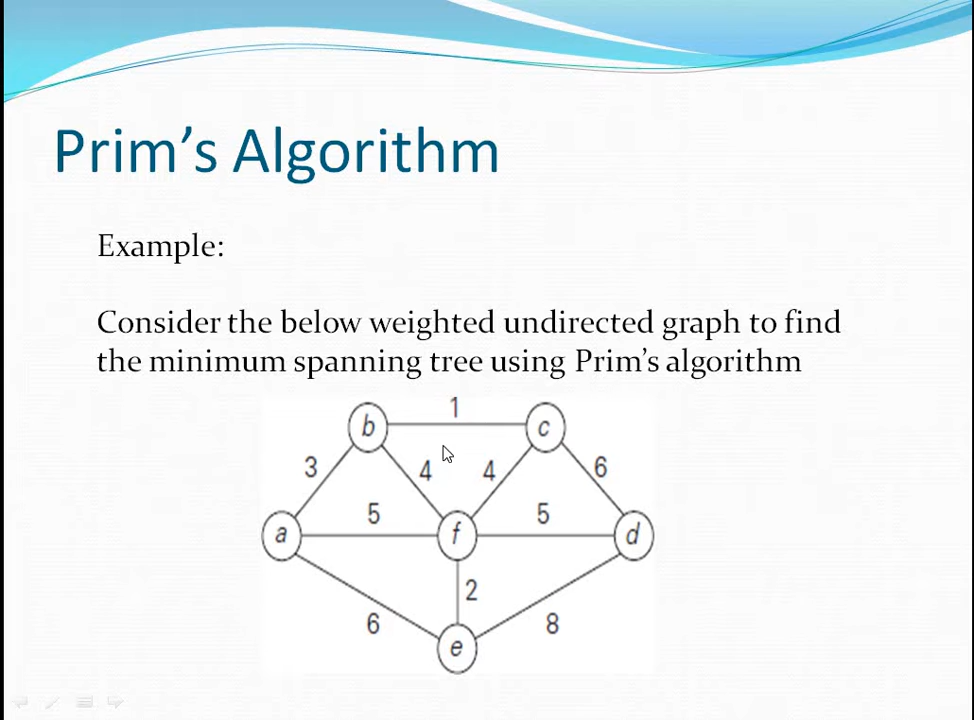 Prim's Algorithm
Example:
Consider the below weighted undirected graph to find
the minimum spanning tree using Prim's algorithm
1
b c
3 4 4 6
5 5
a f d
2
6 8
e